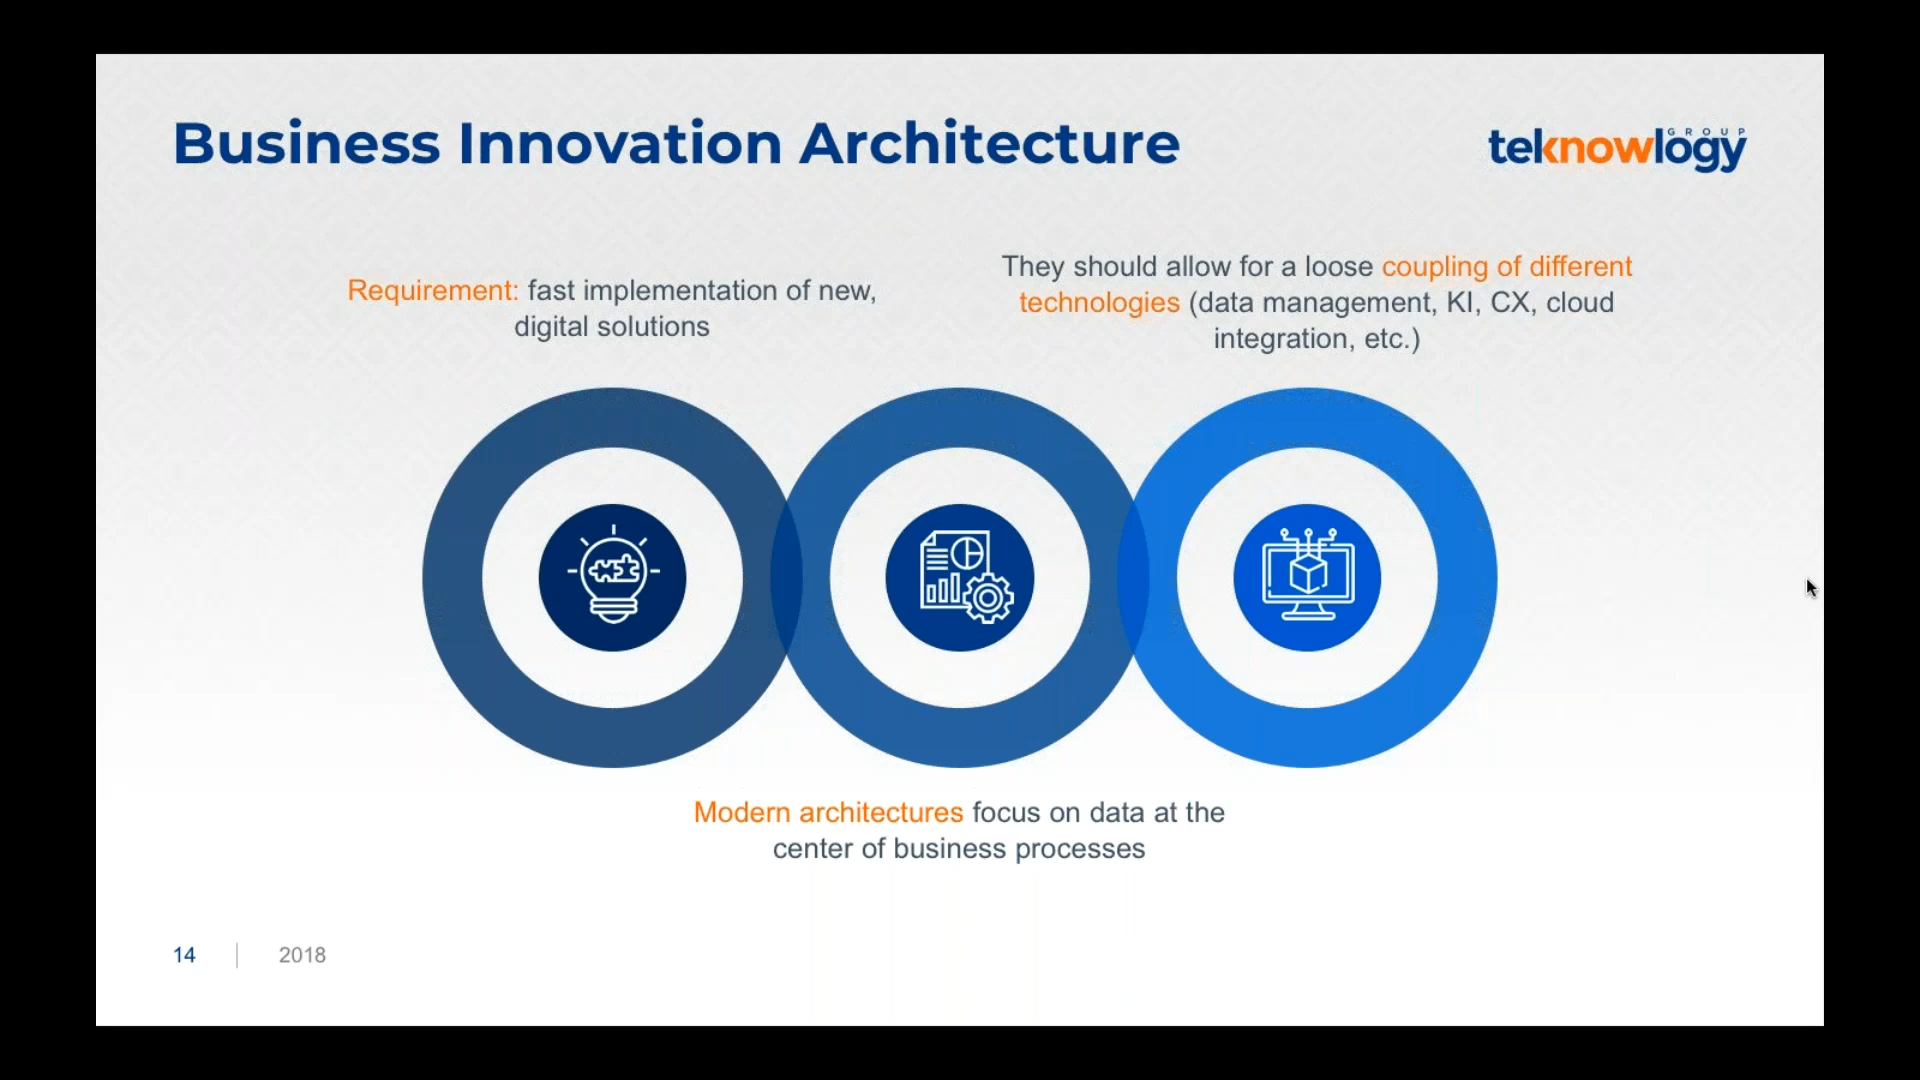 Business Innovation Architecture
teknowlogy
GROUP
Requirement: fast implementation of new,
digital solutions
They should allow for a loose coupling of different
technologies (data management, KI, CX, cloud
integration, etc.)
Modern architectures focus on data at the
center of business processes
14
2018